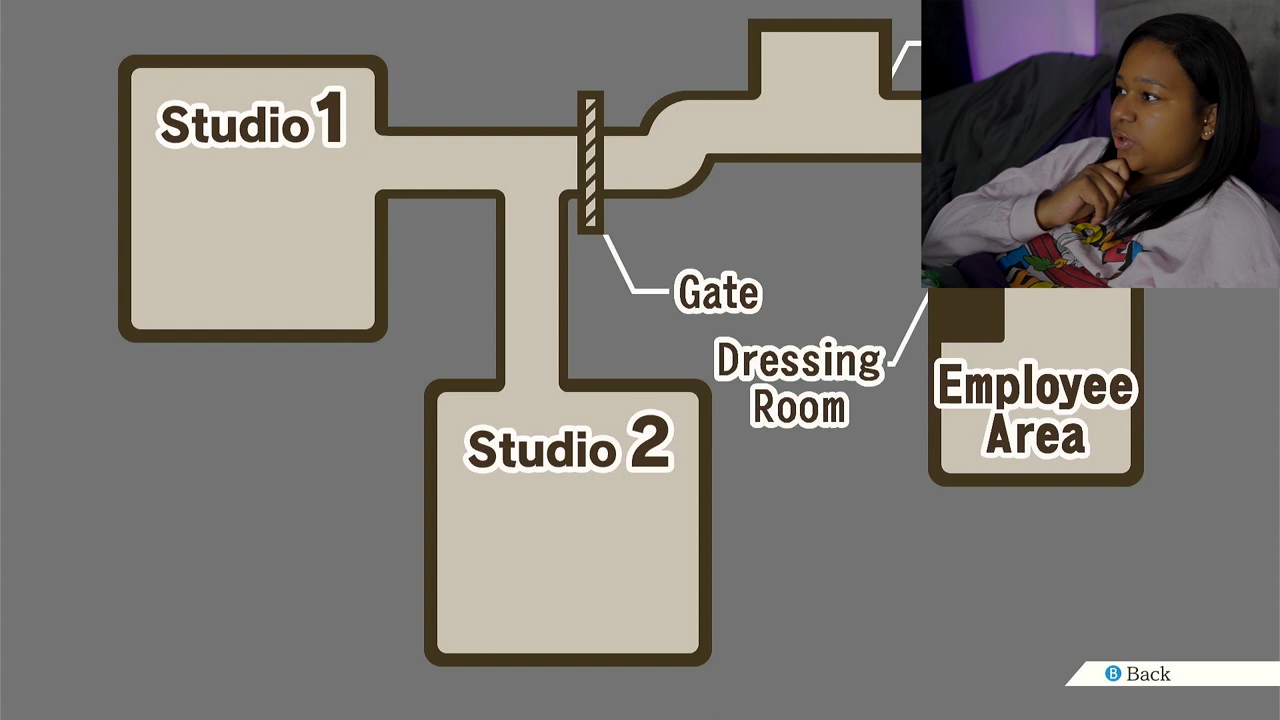 Studio 1
Gate
Dressing
Room
Employee
Area
Studio 2
B Back